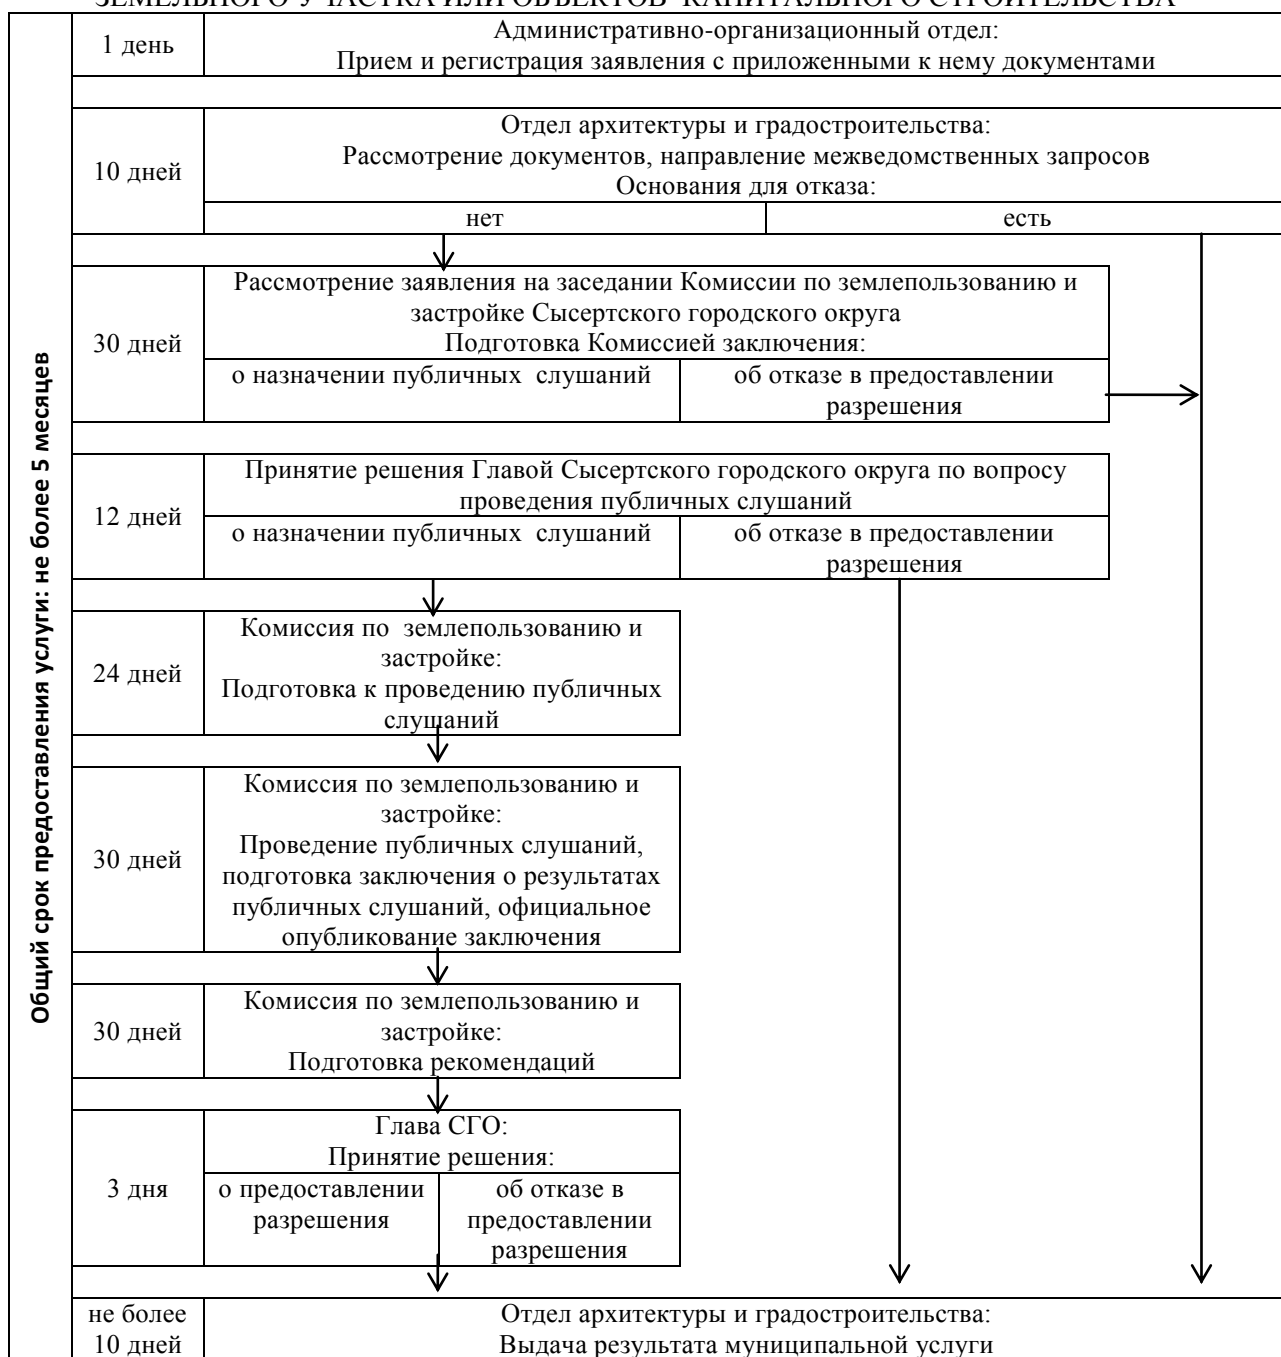 ЗЕМЕЛЬНОГО УЧАСТКА ИЛИ ОБЪЕКТОВ КАПИТАЛЬНОГО СТРОИТЕЛЬСТВА
Общий срок предоставления услуги: не более 5 месяцев
1 день
Административно-организационный отдел:
Прием и регистрация заявления с приложенными к нему документами
10 дней
Отдел архитектуры и градостроительства:
Рассмотрение документов, направление межведомственных запросов
Основания для отказа:
нет
есть
30 дней
Рассмотрение заявления на заседании Комиссии по землепользованию и
застройке Сысертского городского округа
Подготовка Комиссией заключения:
о назначении публичных слушаний
об отказе в предоставлении
разрешения
12 дней
Принятие решения Главой Сысертского городского округа по вопросу
проведения публичных слушаний
о назначении публичных слушаний
об отказе в предоставлении
разрешения
24 дней
Комиссия по землепользованию и
застройке:
Подготовка к проведению публичных
слушаний
30 дней
Комиссия по землепользованию и
застройке:
Проведение публичных слушаний,
подготовка заключения о результатах
публичных слушаний, официальное
опубликование заключения
30 дней
Комиссия по землепользованию и
застройке:
Подготовка рекомендаций
3 дня
Глава СГО:
Принятие решения:
о предоставлении
разрешения
об отказе в
предоставлении
разрешения
не более
10 дней
Отдел архитектуры и градостроительства:
Выдача результата муниципальной услуги